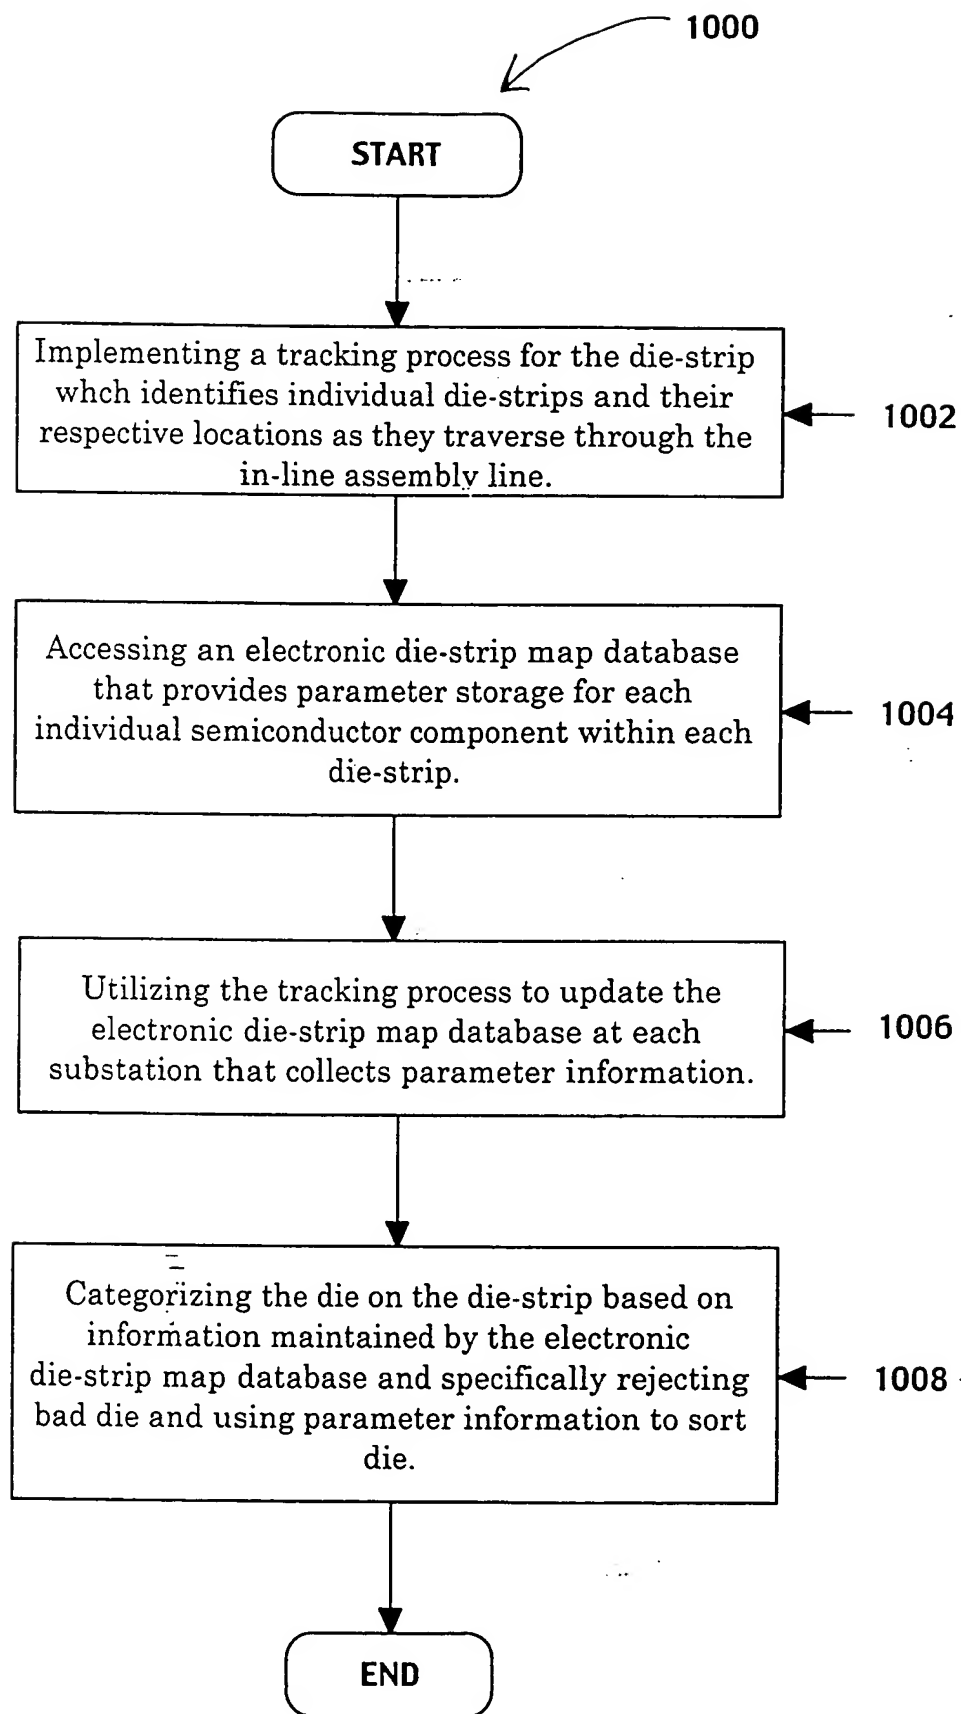 1000
START
Implementing a tracking process for the die-strip
whch identifies individual die-strips and their
respective locations as they traverse through the
in-line assembly line.
1002
Accessing an electronic die-strip map database
that provides parameter storage for each
individual semiconductor component within each
die-strip.
1004
Utilizing the tracking process to update the
electronic die-strip map database at each
substation that collects parameter information.
1006
Categorizing the die on the die-strip based on
information maintained by the electronic
die-strip map database and specifically rejecting
bad die and using parameter information to sort
die.
1008
END